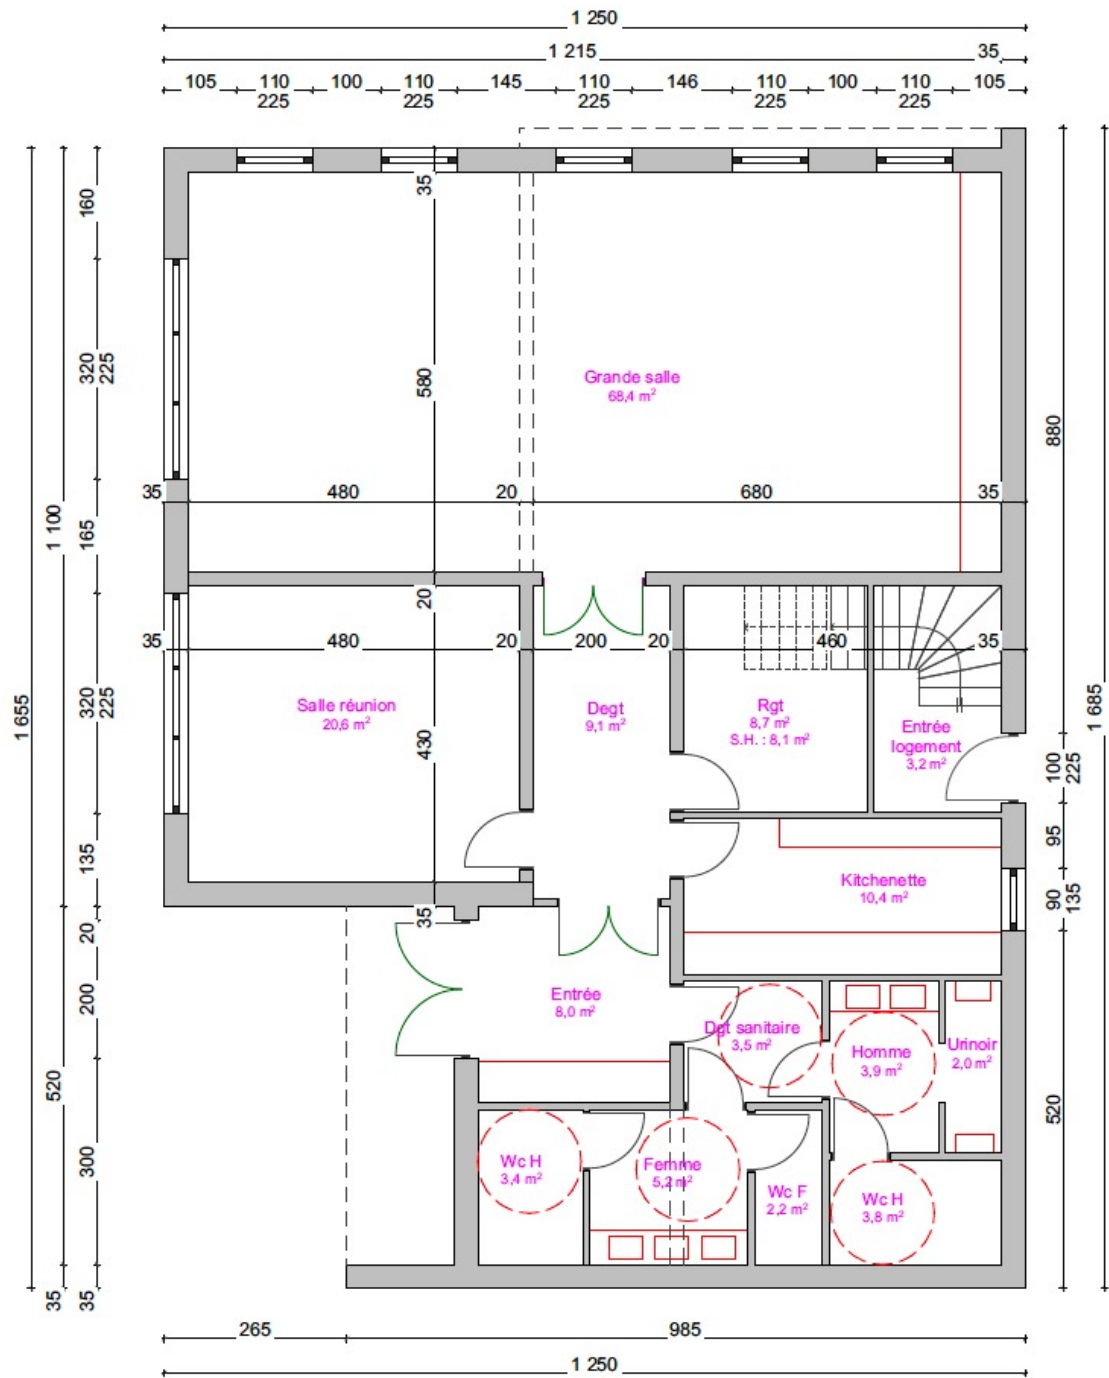 1 250
1 215 35
105 110 100 110 145 110 146 110 100 110 105
225 225 225 225 225
35
160
320
225
580
Grande salle
68,4 m²
880
35 480 20 680 35
1 100
165
20
35 480 20 200 20 460 35
1 655
320
225
Salle réunion
20,6 m²
430
Degt
9,1 m²
Rgt
8,7 m²
S.H. : 8,1 m²
Entrée
logement
3,2 m²
1 685
100
225
135
95
Kitchenette
10,4 m²
90
135
35
20
200
Entrée
8,0 m²
Dgt sanitaire
3,5 m²
Homme
3,9 m²
Urinoir
2,0 m²
520
520
300
Wc H
3,4 m²
Femme
5,2 m²
Wc F
2,2 m²
Wc H
3,8 m²
35
35
265 985
1 250